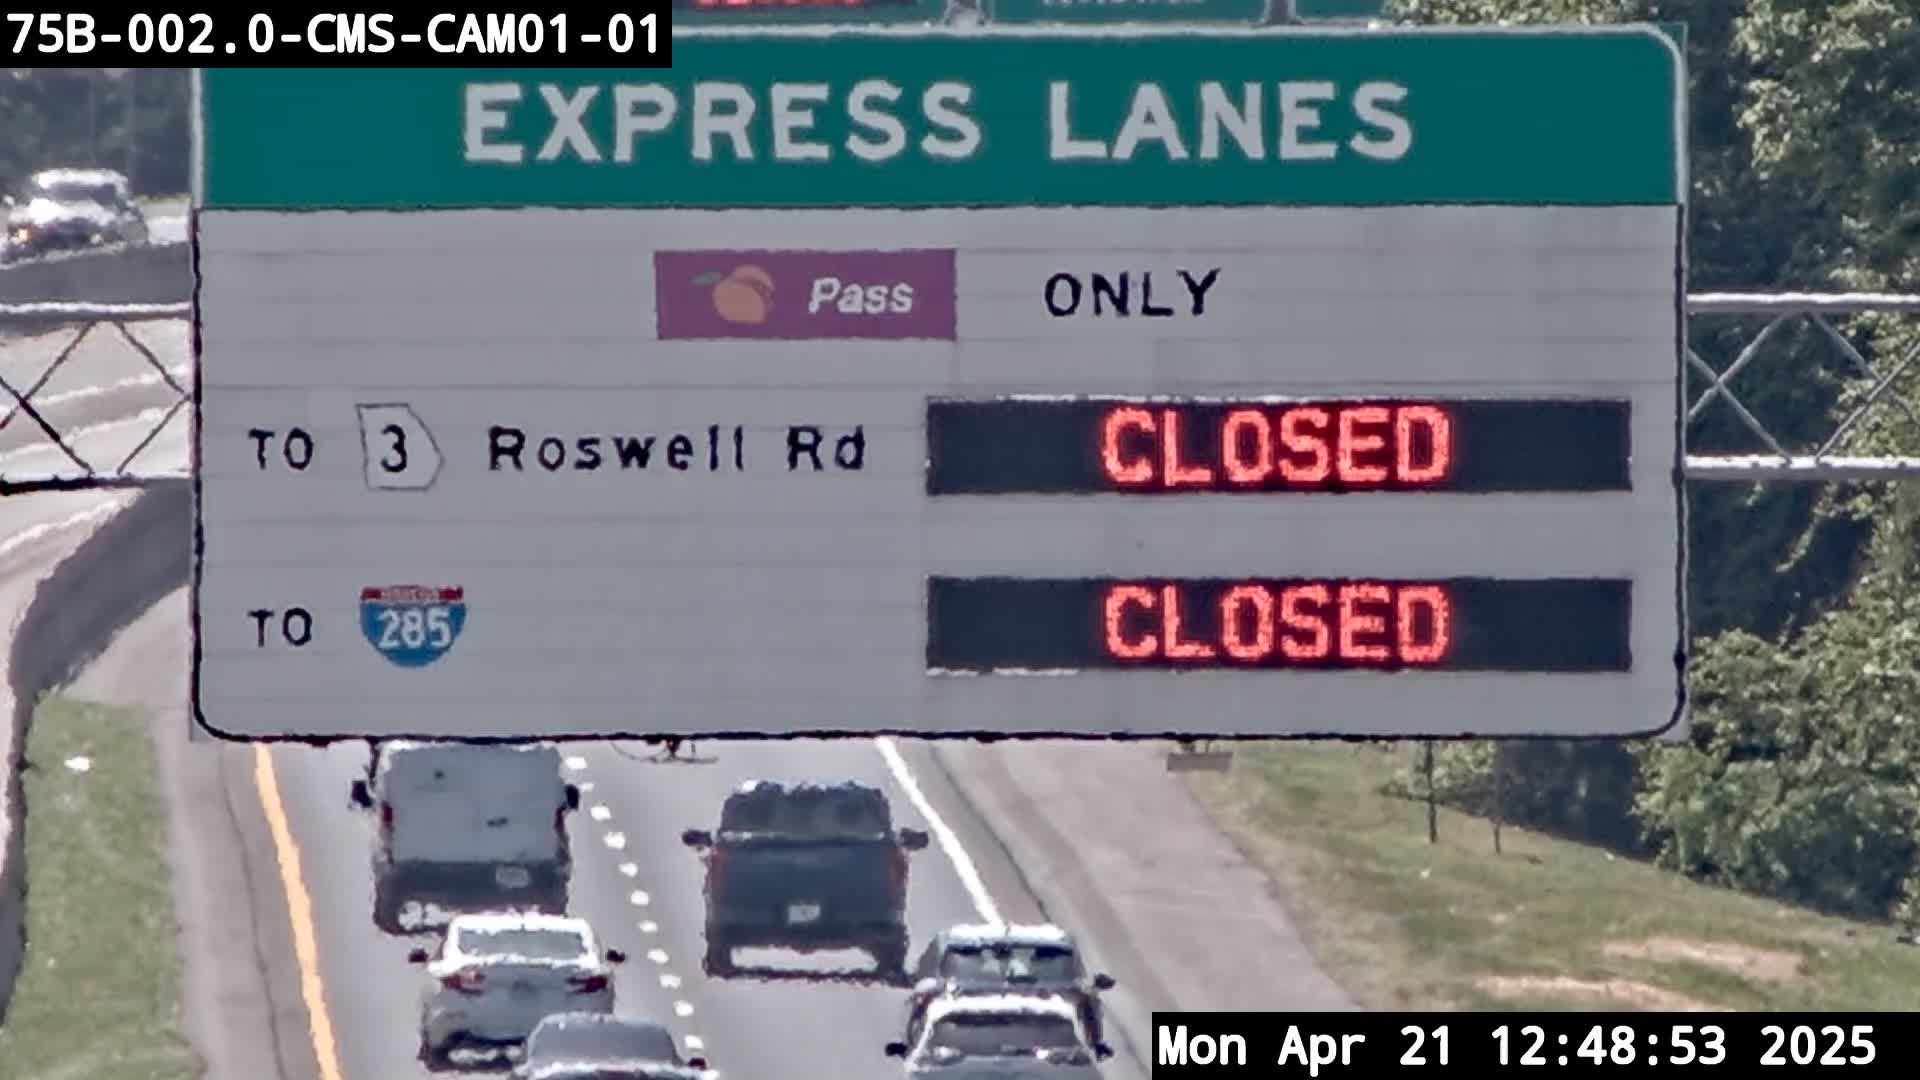 75B-002.0-CMS-CAM01-01
EXPRESS LANES
Pass ONLY
TO 3 Roswell Rd CLOSED
TO 285 CLOSED
Mon Apr 21 12:48:53 2025